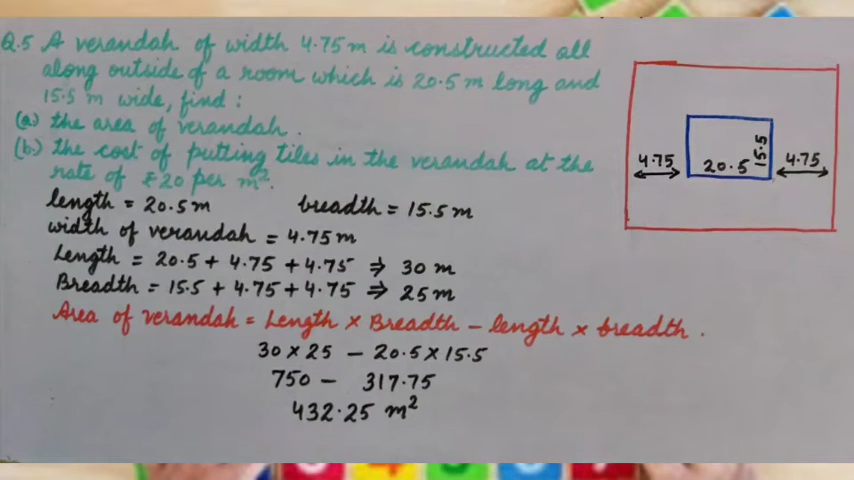 Q.5 A verandah of width 4.75 m is constructed all
along outside of a room which is 20.5 m long and
15.5 m wide, find :
(a.) the area of verandah.
(b.) the cost of putting tiles in the verandah at the
rate of ₹20 per m².
length = 20.5 m breadth = 15.5 m
width of verandah = 4.75 m
Length = 20.5 + 4.75 + 4.75 ⇒ 30 m
Breadth = 15.5 + 4.75 + 4.75 ⇒ 25 m
Area of verandah = Length × Breadth - length × breadth .
30 × 25 - 20.5 × 15.5
750 - 317.75
432.25 m²
4.75
20.5
15.5
4.75